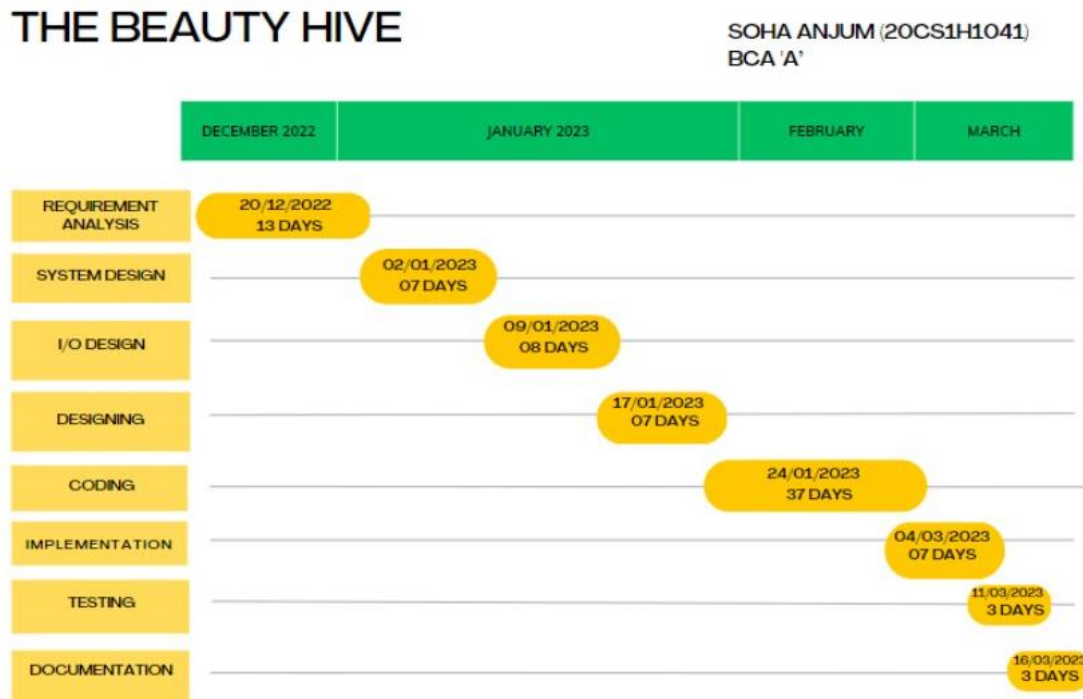 THE BEAUTY HIVE
SOHA ANJUM (20CS1H1041)
BCA 'A'
DECEMBER 2022
JANUARY 2023
FEBRUARY
MARCH
REQUIREMENT
ANALYSIS
20/12/2022
13 DAYS
SYSTEM DESIGN
02/01/2023
07 DAYS
I/O DESIGN
09/01/2023
08 DAYS
DESIGNING
17/01/2023
07 DAYS
CODING
24/01/2023
37 DAYS
IMPLEMENTATION
04/03/2023
07 DAYS
TESTING
11/03/2023
3 DAYS
DOCUMENTATION
16/03/2023
3 DAYS